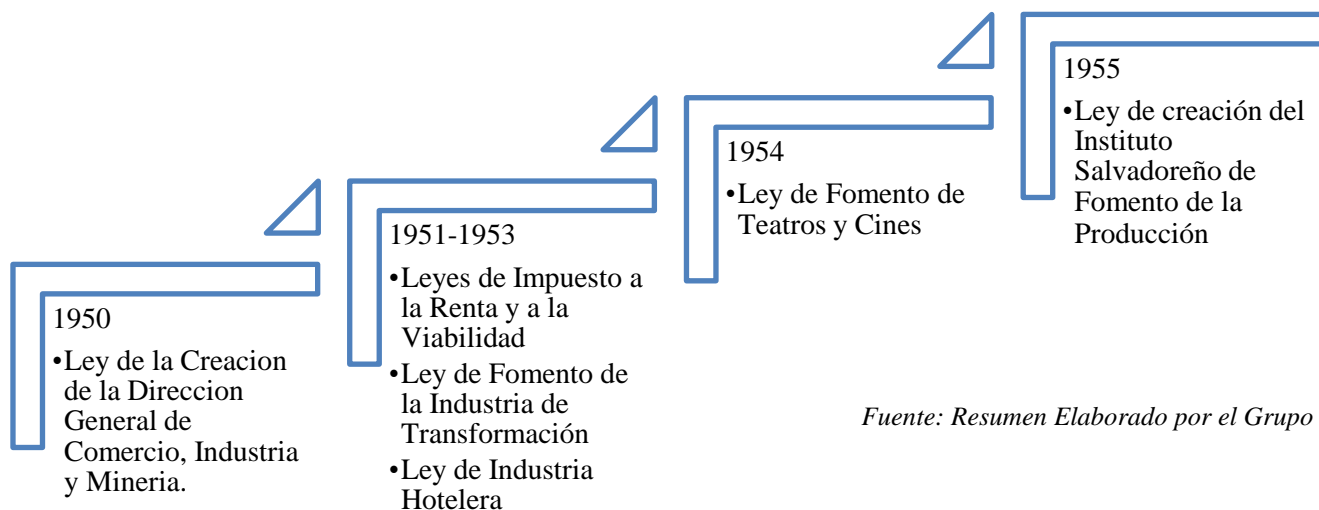 1950
•Ley de la Creacion
de la Direccion
General de
Comercio, Industria
y Mineria.
1951-1953
•Leyes de Impuesto a
la Renta y a la
Viabilidad
•Ley de Fomento de
la Industria de
Transformación
•Ley de Industria
Hotelera
1954
•Ley de Fomento de
Teatros y Cines
1955
•Ley de creación del
Instituto
Salvadoreño de
Fomento de la
Producción
Fuente: Resumen Elaborado por el Grupo